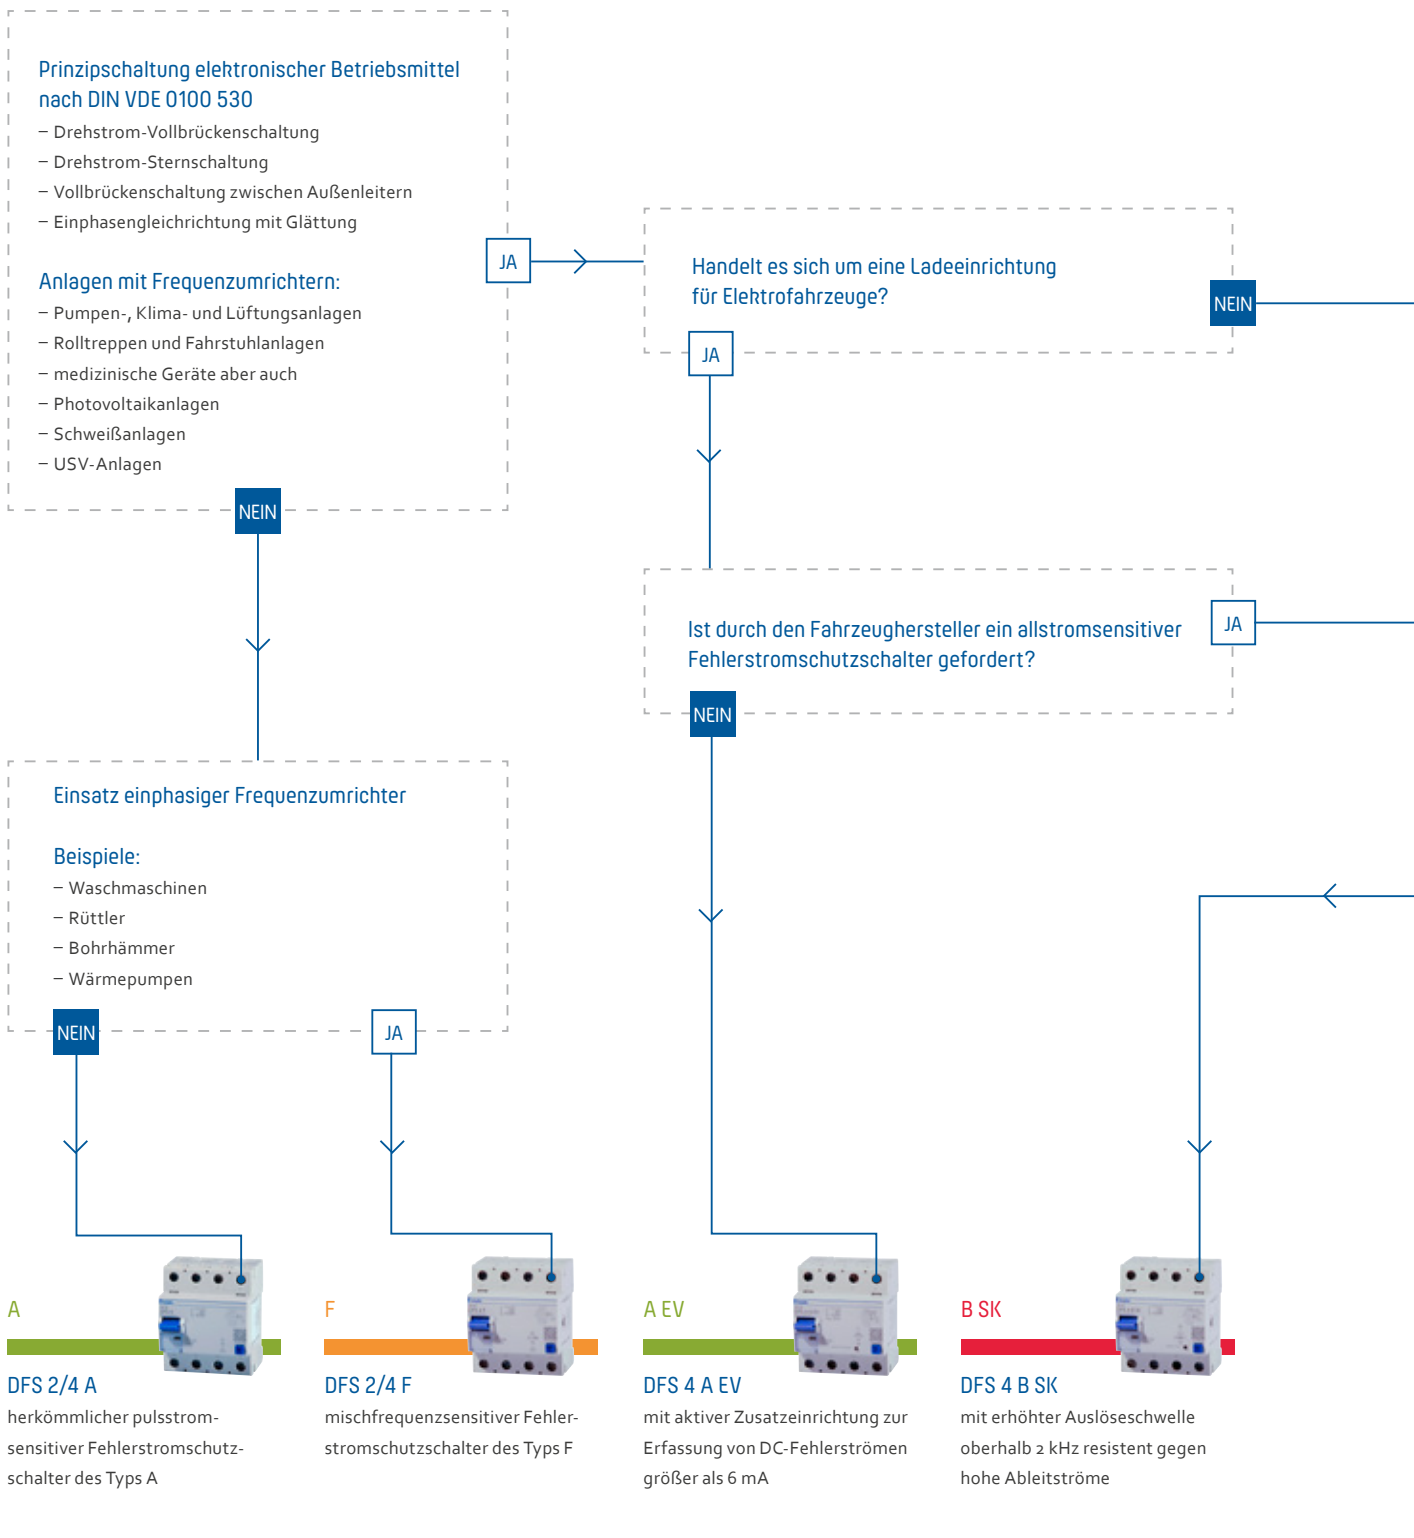 Prinzipschaltung elektronischer Betriebsmittel
nach DIN VDE 0100 530
– Drehstrom-Vollbrückenschaltung
– Drehstrom-Sternschaltung
– Vollbrückenschaltung zwischen Außenleitern
– Einphasengleichrichtung mit Glättung
Anlagen mit Frequenzumrichtern:
– Pumpen-, Klima- und Lüftungsanlagen
– Rolltreppen und Fahrstuhlanlagen
– medizinische Geräte aber auch
– Photovoltaikanlagen
– Schweißanlagen
– USV-Anlagen
JA
NEIN
Handelt es sich um eine Ladeeinrichtung
für Elektrofahrzeuge?
NEIN
JA
Ist durch den Fahrzeughersteller ein allstromsensitiver
Fehlerstromschutzschalter gefordert?
JA
NEIN
Einsatz einphasiger Frequenzumrichter
Beispiele:
– Waschmaschinen
– Rüttler
– Bohrhämmer
– Wärmepumpen
NEIN
JA
A
DFS 2/4 A
herkömmlicher pulsstrom-
sensitiver Fehlerstromschutz-
schalter des Typs A
F
DFS 2/4 F
mischfrequenzsensitiver Fehler-
stromschutzschalter des Typs F
A EV
DFS 4 A EV
mit aktiver Zusatzeinrichtung zur
Erfassung von DC-Fehlerströmen
größer als 6 mA
B SK
DFS 4 B SK
mit erhöhter Auslöseschwelle
oberhalb 2 kHz resistent gegen
hohe Ableitströme